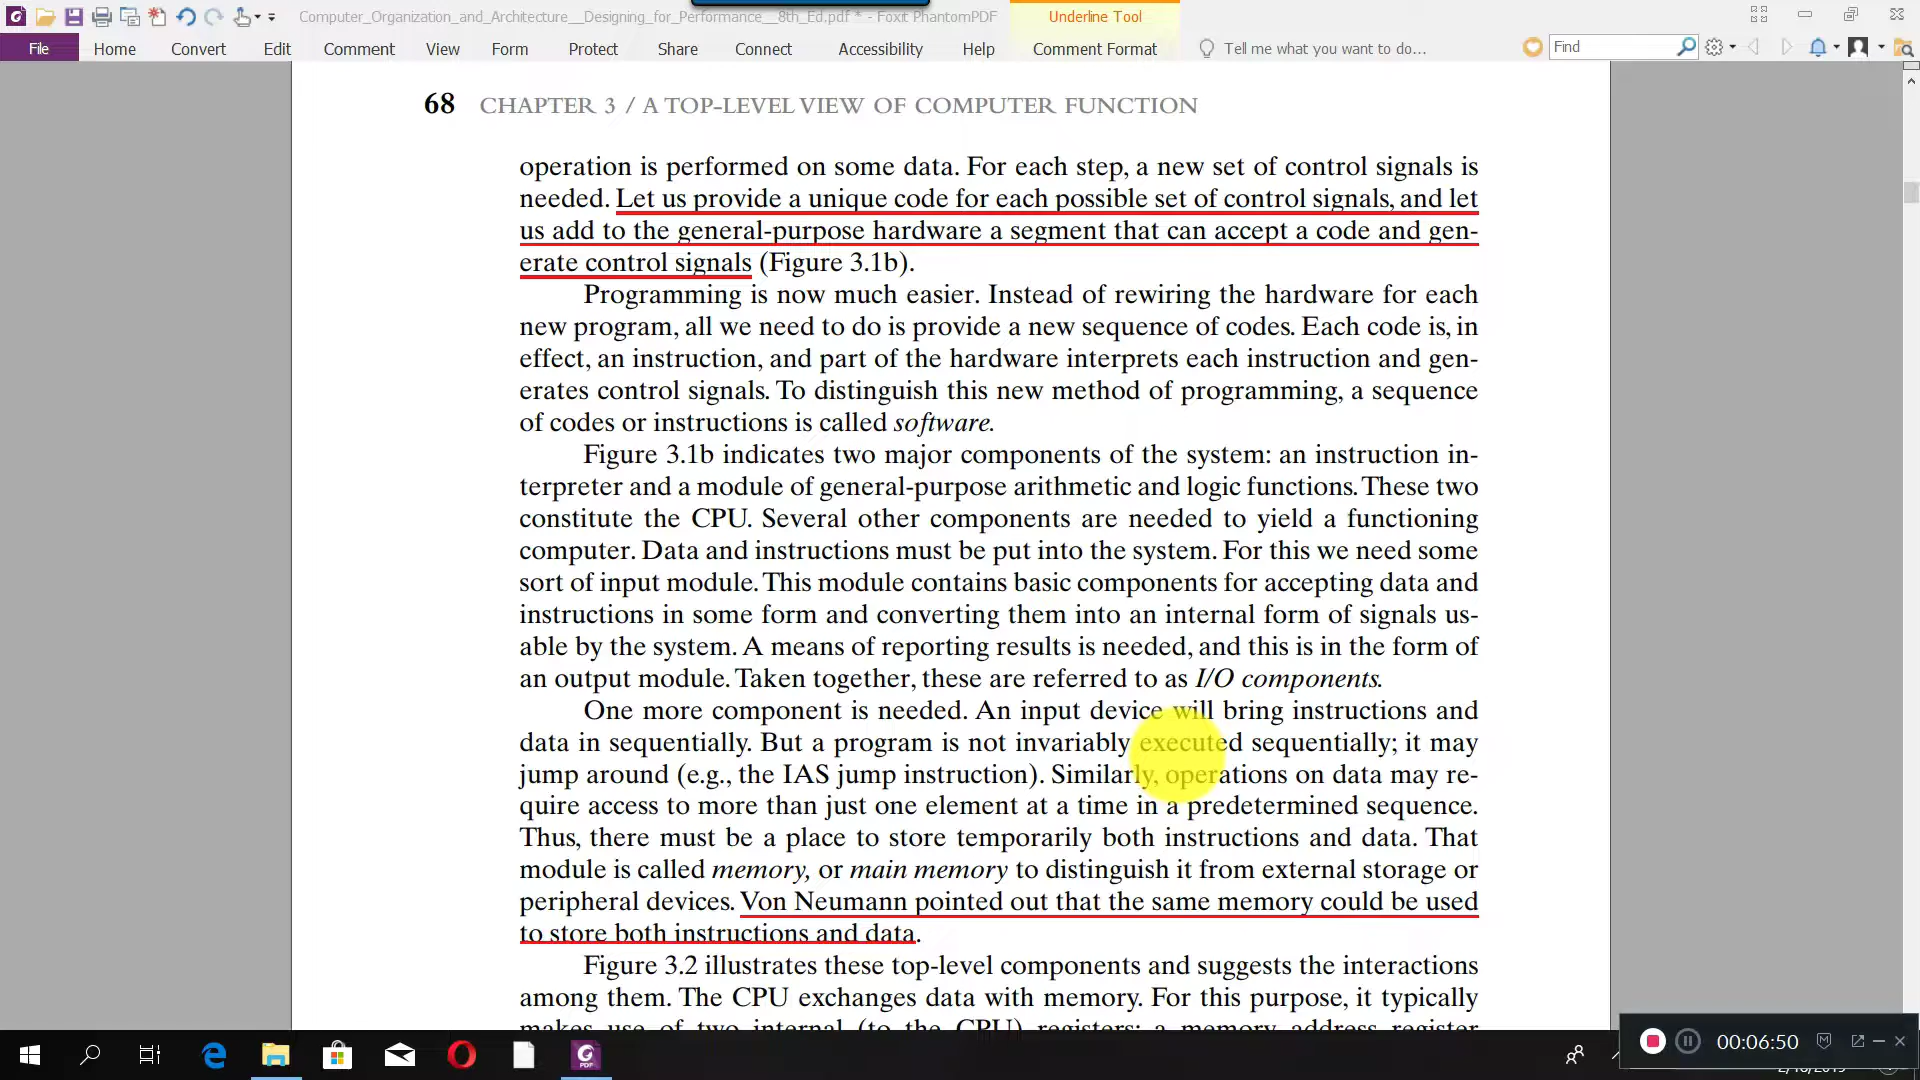 Computer_Organization_and_Architecture__Designing_for_Performance__8th_Ed.pdf * - Foxit PhantomPDF
Underline Tool
File Home Convert Edit Comment View Form Protect Share Connect Accessibility Help Comment Format Tell me what you want to do... Find
68 CHAPTER 3 / A TOP-LEVEL VIEW OF COMPUTER FUNCTION
operation is performed on some data. For each step, a new set of control signals is
needed. Let us provide a unique code for each possible set of control signals, and let
us add to the general-purpose hardware a segment that can accept a code and gen-
erate control signals (Figure 3.1b).
Programming is now much easier. Instead of rewiring the hardware for each
new program, all we need to do is provide a new sequence of codes. Each code is, in
effect, an instruction, and part of the hardware interprets each instruction and gen-
erates control signals. To distinguish this new method of programming, a sequence
of codes or instructions is called software.
Figure 3.1b indicates two major components of the system: an instruction in-
terpreter and a module of general-purpose arithmetic and logic functions. These two
constitute the CPU. Several other components are needed to yield a functioning
computer. Data and instructions must be put into the system. For this we need some
sort of input module. This module contains basic components for accepting data and
instructions in some form and converting them into an internal form of signals us-
able by the system. A means of reporting results is needed, and this is in the form of
an output module. Taken together, these are referred to as I/O components.
One more component is needed. An input device will bring instructions and
data in sequentially. But a program is not invariably executed sequentially; it may
jump around (e.g., the IAS jump instruction). Similarly, operations on data may re-
quire access to more than just one element at a time in a predetermined sequence.
Thus, there must be a place to store temporarily both instructions and data. That
module is called memory, or main memory to distinguish it from external storage or
peripheral devices. Von Neumann pointed out that the same memory could be used
to store both instructions and data.
Figure 3.2 illustrates these top-level components and suggests the interactions
among them. The CPU exchanges data with memory. For this purpose, it typically
makes use of two internal (to the CPU) registers: a memory address register
00:06:50